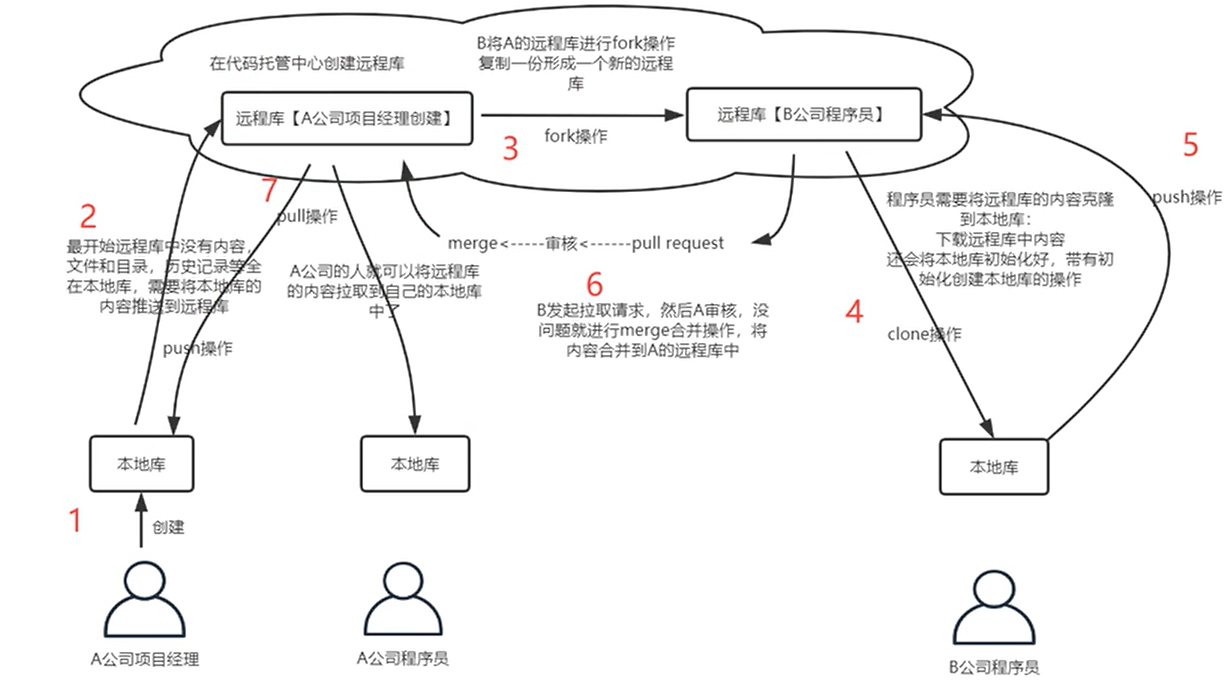 在代码托管中心创建远程库
B将A的远程库进行fork操作
复制一份形成一个新的远程
库
远程库【A公司项目经理创建】
远程库【B公司程序员】
fork操作
3
5
push操作
7
pull操作
2
最开始远程库中没有内容，
文件和目录，历史记录等全
在本地库，需要将本地库的
内容推送到远程库
push操作
A公司的人就可以将远程库
的内容拉取到自己的本地库
中了
merge<-----审核<-----pull request
6
B发起拉取请求，然后A审核，没
问题就进行merge合并操作，将
内容合并到A的远程库中
程序员需要将远程库的内容克隆
到本地库：
下载远程库中内容
还会将本地库初始化好，带有初
始化创建本地库的操作
4
clone操作
本地库
本地库
本地库
1
创建
A公司项目经理
A公司程序员
B公司程序员